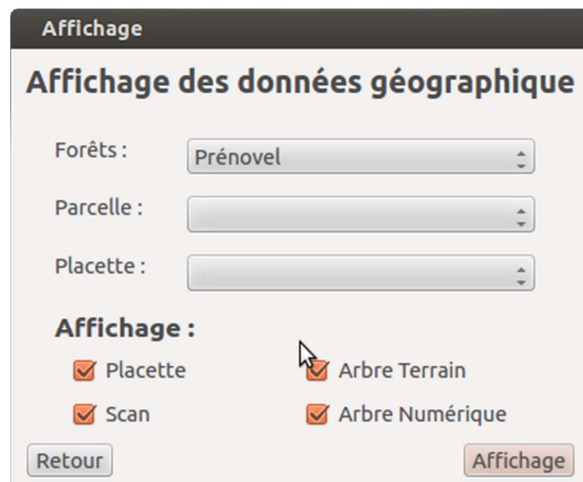 Affichage
Affichage des données géographique
Forêts :
Prénovel
Parcelle :
Placette :
Affichage :
Placette
Arbre Terrain
Scan
Arbre Numérique
Retour
Affichage